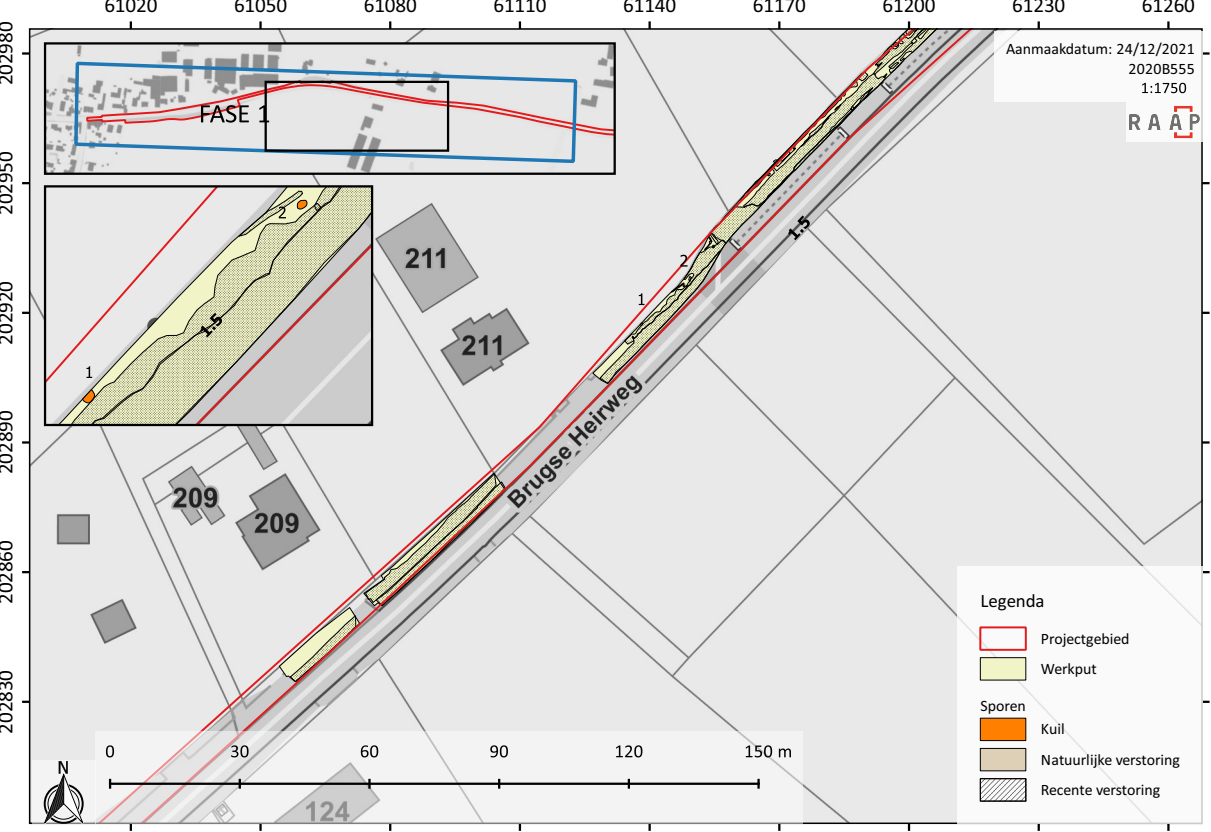 61020 61050 61080 61110 61140 61170 61200 61230 61260
202980
202950
202920
202890
202860
202830
Aanmaakdatum: 24/12/2021
2020B555
1:1750
RAAP
FASE 1
2
1.5
1
211
211
209
209
124
2
1
1.5
Brugse Heirweg
Legenda
Projectgebied
Werkput
Sporen
Kuil
Natuurlijke verstoring
Recente verstoring
0 30 60 90 120 150 m
N